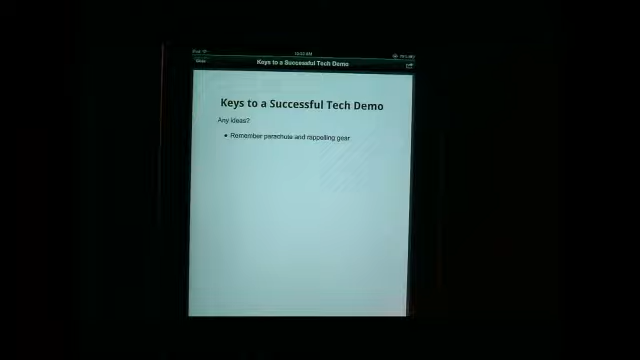 Keys to a Successful Tech Demo
Keys to a Successful Tech Demo
Any ideas?
• Remember parachute and rappelling gear